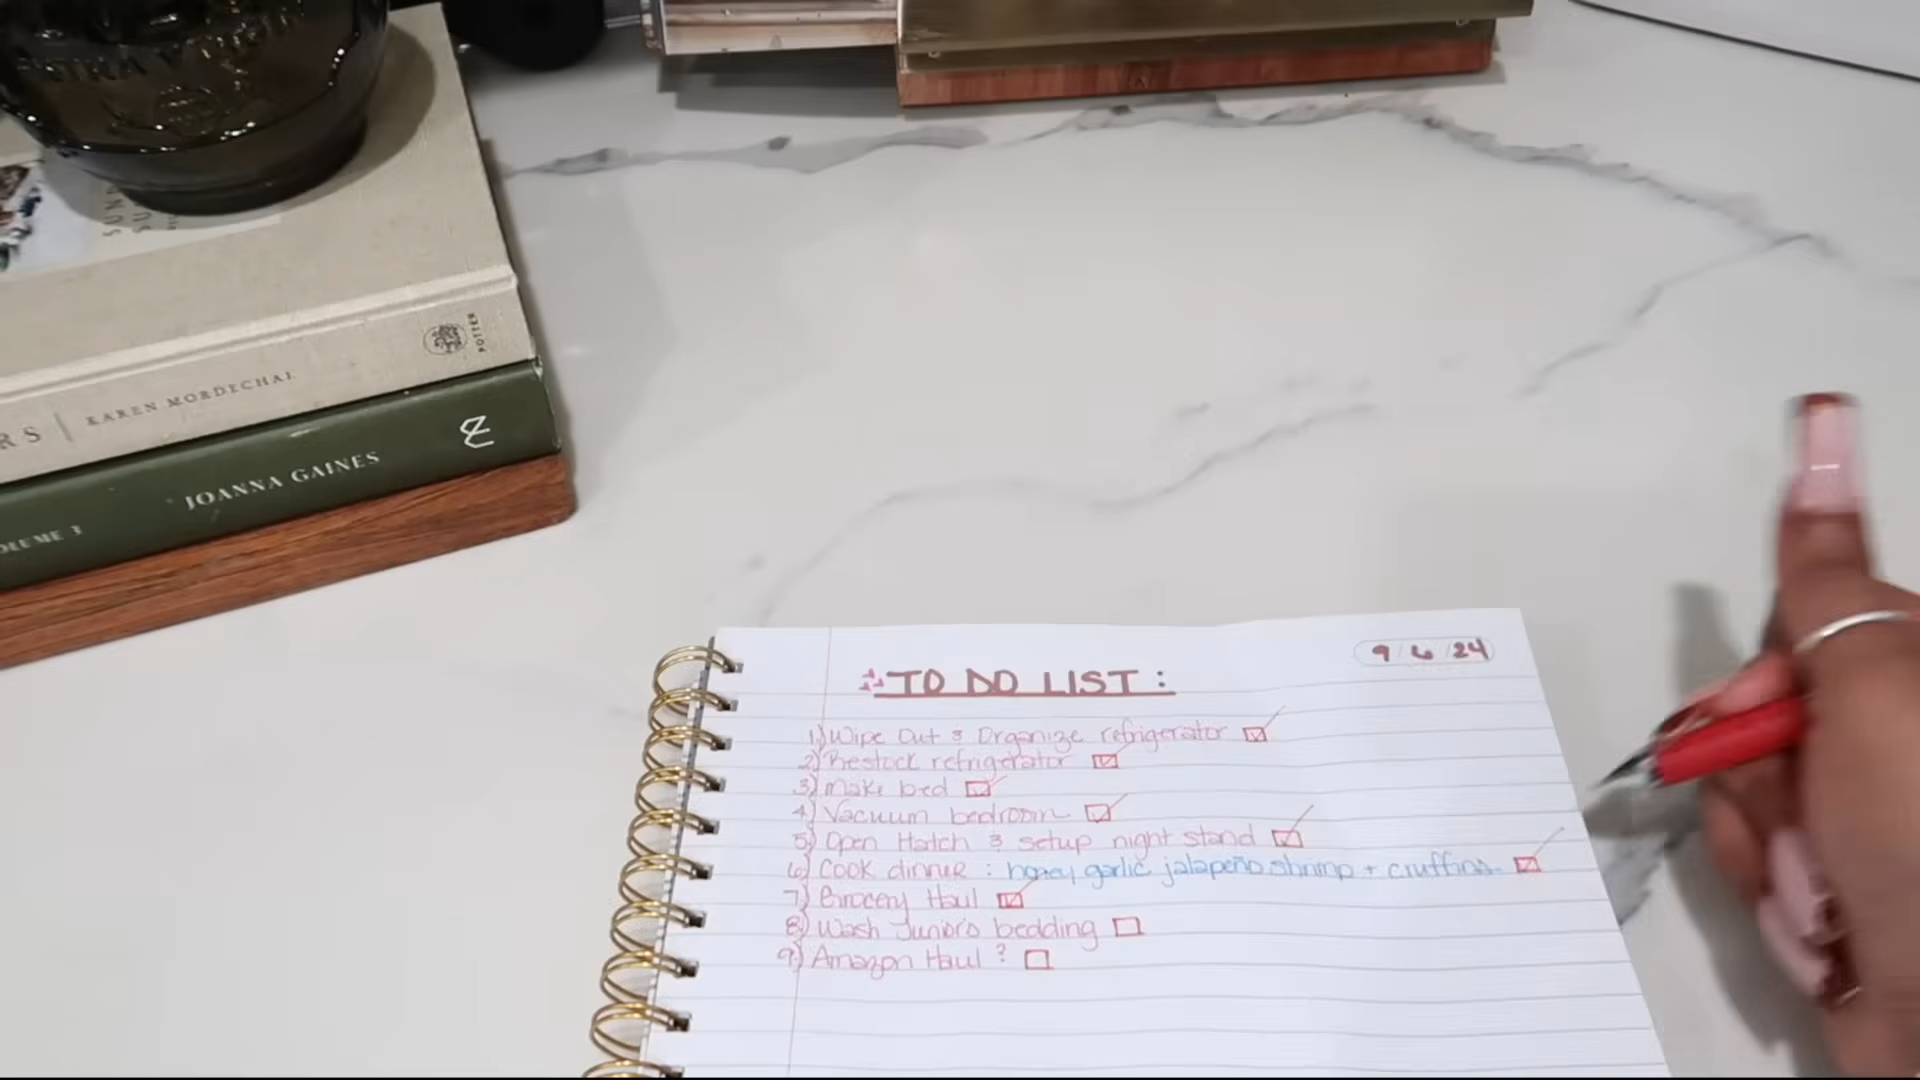 RS | KAREN MORDECHAI
POTTER
VOLUME 3 JOANNA GAINES
TO DO LIST:
9/6/24
1) Wipe Out & Organize refrigerator
2) Restock refrigerator
3) Make bed
4) Vacuum bedroom
5) Open Hatch & setup night stand
6) Cook dinner : honey garlic jalapeño shrimp + cruffins
7) Grocery Haul
8) Wash Junior's bedding
9) Amazon Haul ?